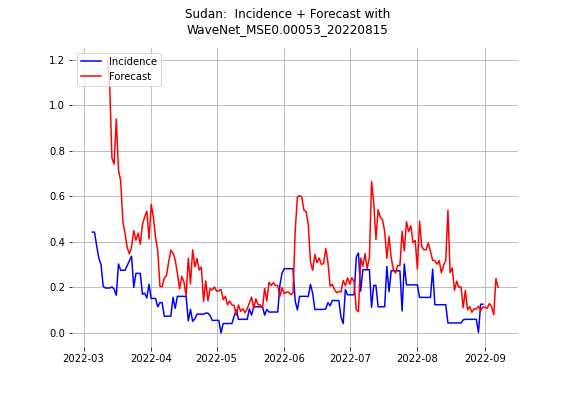 Sudan:  Incidence + Forecast with
WaveNet_MSE0.00053_20220815
Incidence
Forecast
1.2
1.0
0.8
0.6
0.4
0.2
0.0
2022-03 2022-04 2022-05 2022-06 2022-07 2022-08 2022-09